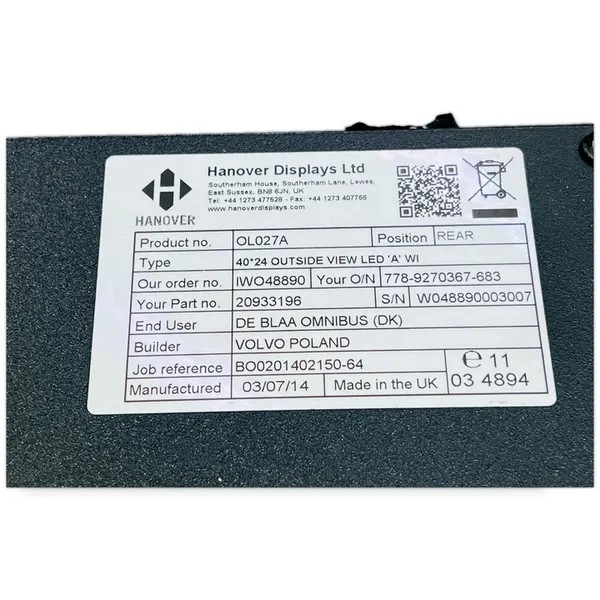 Hanover Displays Ltd
Southerham House, Southerham Lane, Lewes,
East Sussex, BN8 6JN, UK
Tel: +44 1273 477528 - Fax: +44 1273 407766
www.hanoverdisplays.com
HANOVER
Product no. OL027A Position REAR
Type 40*24 OUTSIDE VIEW LED 'A' WI
Our order no. IWO48890 Your O/N 778-9270367-683
Your Part no. 20933196 S/N W048890003007
End User DE BLAA OMNIBUS (DK)
Builder VOLVO POLAND
Job reference BO0201402150-64 e 11
Manufactured 03/07/14 Made in the UK 03 4894